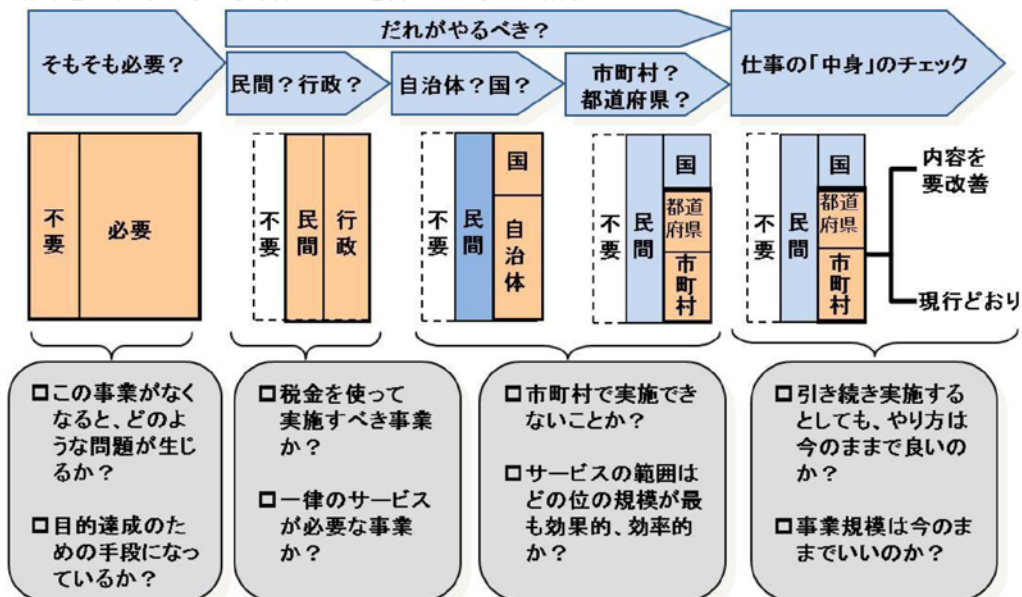 そもそも必要？
だれがやるべき？
民間？行政？
自治体？国？
市町村？
都道府県？
仕事の「中身」のチェック
不要
必要
不要
民間
行政
不要
民間
国
自治体
不要
民間
国
都道
府県
市町村
不要
民間
国
都道
府県
市町村
内容を
要改善
現行どおり
□この事業がなく
なると、どのよ
うな問題が生じ
るか？
□目的達成のた
めの手段になっ
ているか？
□税金を使って
実施すべき事業
か？
□一律のサービス
が必要な事業
か？
□市町村で実施でき
ないことか？
□サービスの範囲は
どの位の規模が最
も効果的、効率的
か？
□引き続き実施する
としても、やり方は
今のままで良いの
か？
□事業規模は今のま
までいいのか？